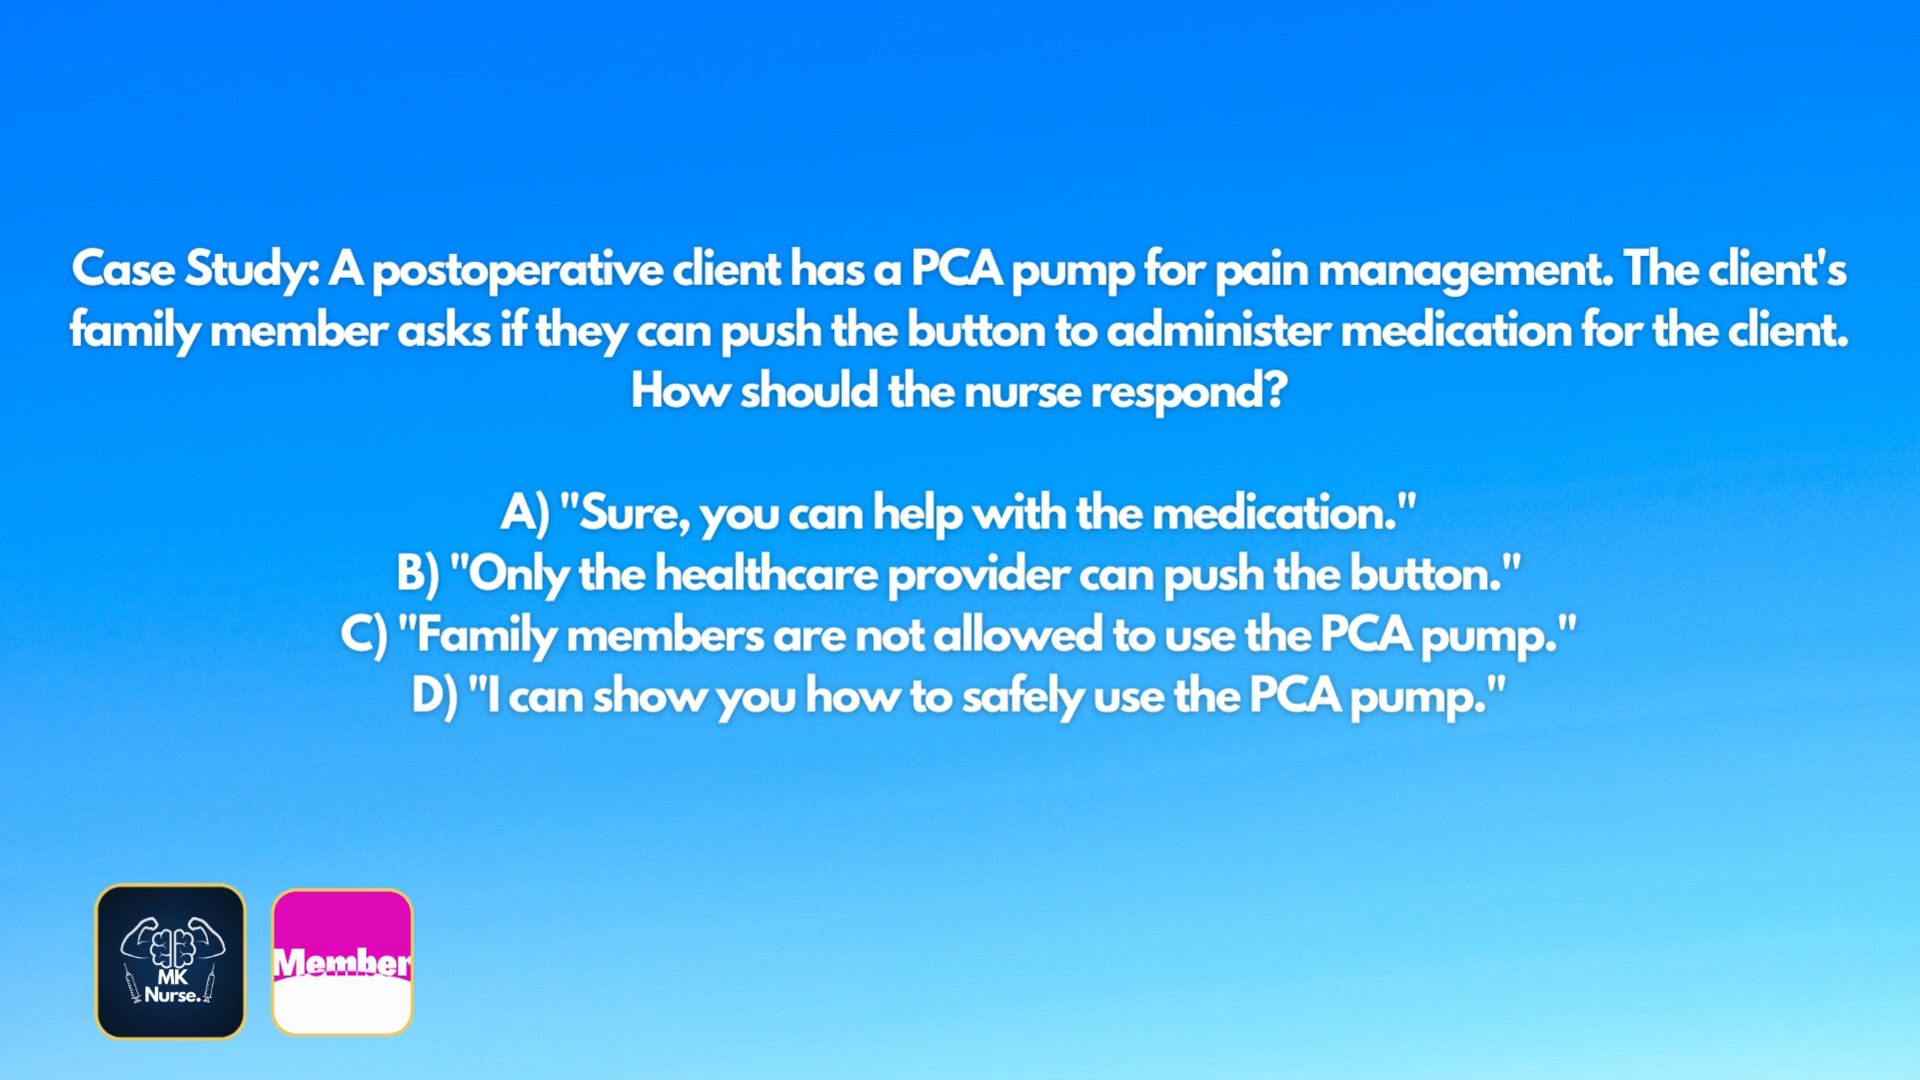 Case Study: A postoperative client has a PCA pump for pain management. The client's
family member asks if they can push the button to administer medication for the client.
How should the nurse respond?
A) "Sure, you can help with the medication."
B) "Only the healthcare provider can push the button."
C) "Family members are not allowed to use the PCA pump."
D) "I can show you how to safely use the PCA pump."
MK
Nurse.
Member